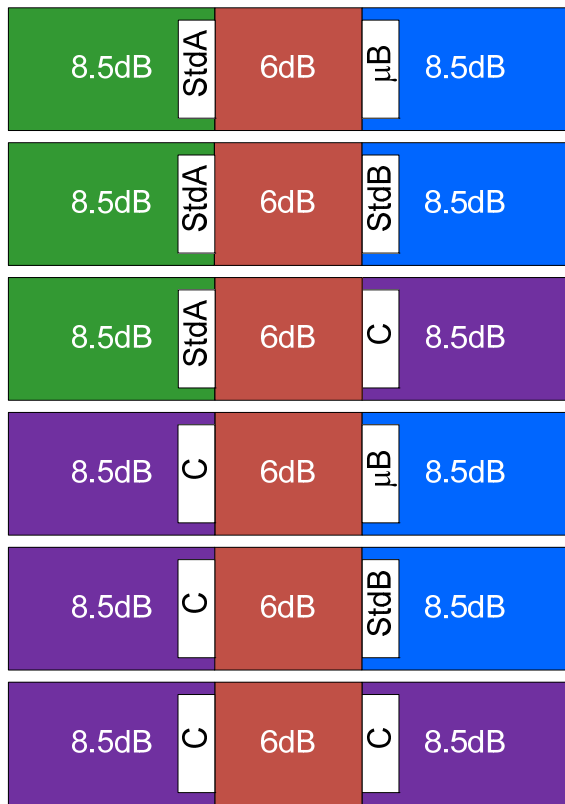 8.5dB StdA 6dB μB 8.5dB
8.5dB StdA 6dB StdB 8.5dB
8.5dB StdA 6dB C 8.5dB
8.5dB C 6dB μB 8.5dB
8.5dB C 6dB StdB 8.5dB
8.5dB C 6dB C 8.5dB